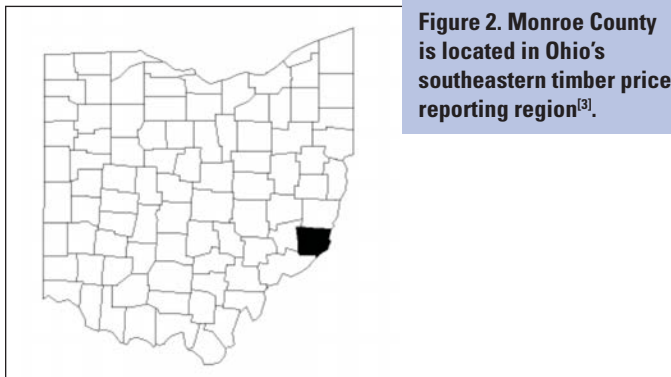 Figure 2. Monroe County
is located in Ohio's
southeastern timber price
reporting region[3].